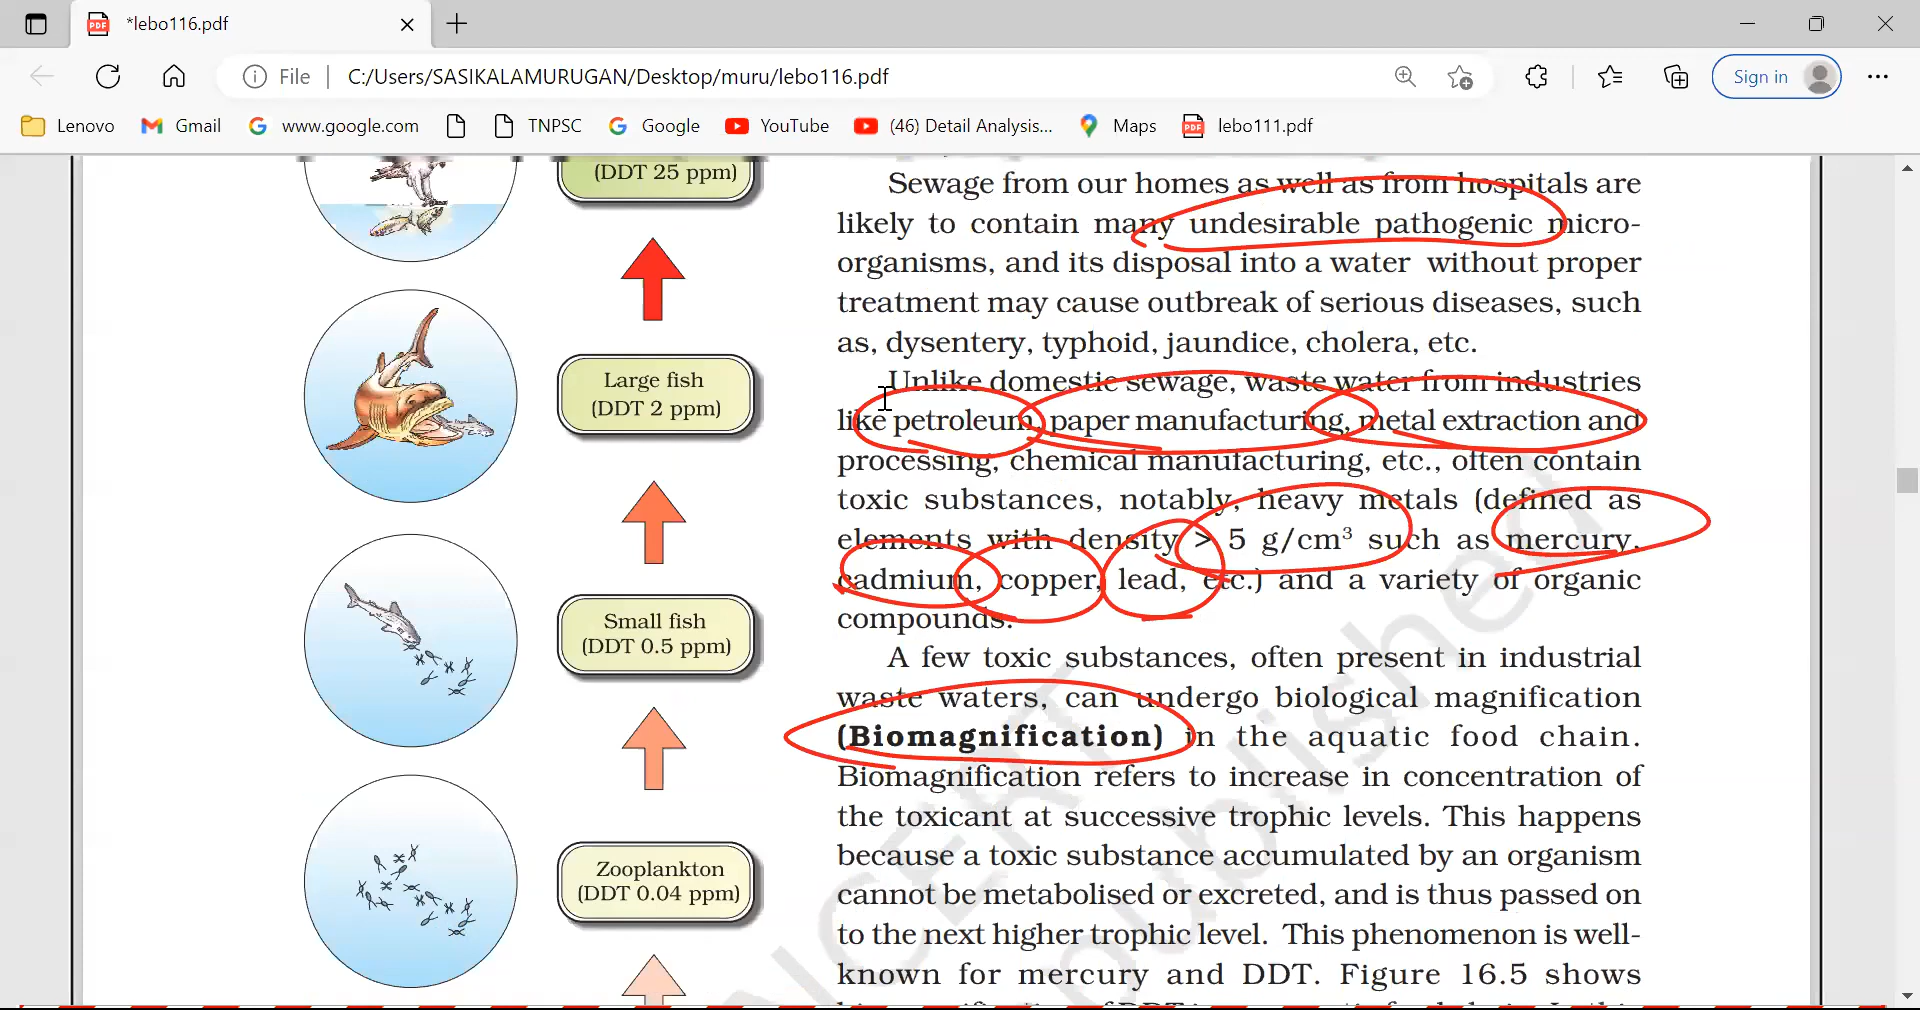 *lebo116.pdf
File
C:/Users/SASIKALAMURUGAN/Desktop/muru/lebo116.pdf
Sign in
Lenovo
Gmail
www.google.com
TNPSC
Google
YouTube
(46) Detail Analysis...
Maps
lebo111.pdf
(DDT 25 ppm)
Large fish
(DDT 2 ppm)
Small fish
(DDT 0.5 ppm)
Zooplankton
(DDT 0.04 ppm)
Sewage from our homes as well as from hospitals are
likely to contain many undesirable pathogenic micro-
organisms, and its disposal into a water without proper
treatment may cause outbreak of serious diseases, such
as, dysentery, typhoid, jaundice, cholera, etc.
Unlike domestic sewage, waste water from industries
like petroleum, paper manufacturing, metal extraction and
processing, chemical manufacturing, etc., often contain
toxic substances, notably, heavy metals (defined as
elements with density > 5 g/cm³ such as mercury,
cadmium, copper, lead, etc.) and a variety of organic
compounds.
A few toxic substances, often present in industrial
waste waters, can undergo biological magnification
(Biomagnification) in the aquatic food chain.
Biomagnification refers to increase in concentration of
the toxicant at successive trophic levels. This happens
because a toxic substance accumulated by an organism
cannot be metabolised or excreted, and is thus passed on
to the next higher trophic level. This phenomenon is well-
known for mercury and DDT. Figure 16.5 shows